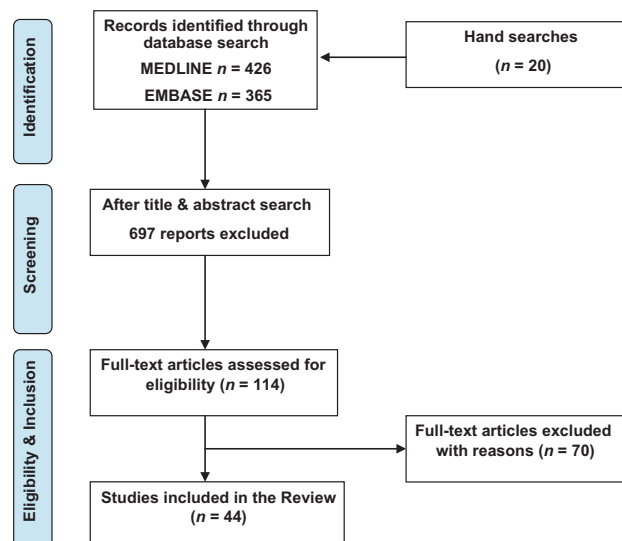 Identification
Records identified through
database search
MEDLINE n = 426
EMBASE n = 365
Hand searches
(n = 20)
Screening
After title & abstract search
697 reports excluded
Eligibility & Inclusion
Full-text articles assessed for
eligibility (n = 114)
Full-text articles excluded
with reasons (n = 70)
Studies included in the Review
(n = 44)